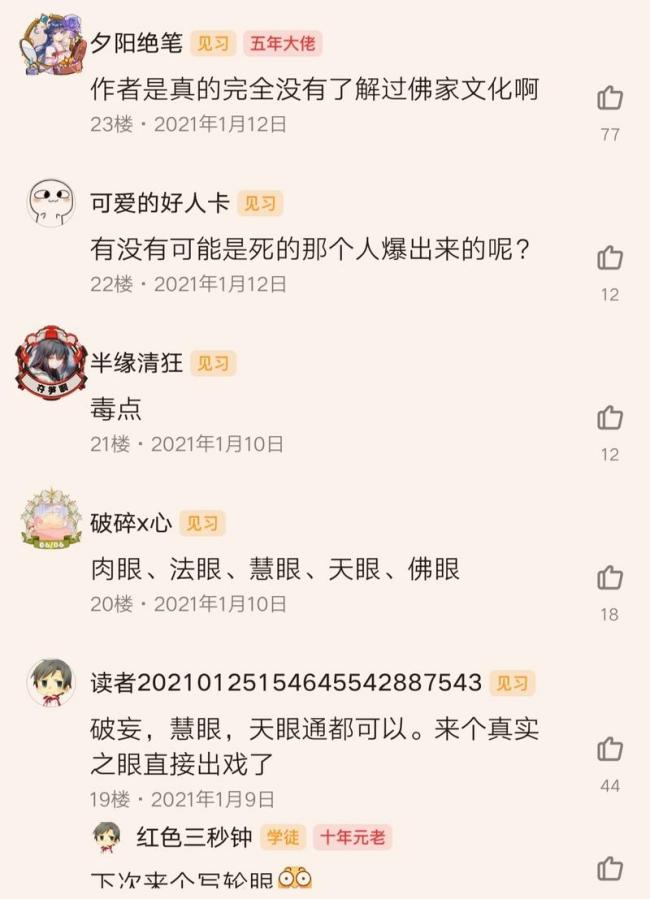 夕阳绝笔 见习 五年大佬
作者是真的完全没有了解过佛家文化啊
23楼·2021年1月12日
77
可爱的好人卡 见习
有没有可能是死的那个人爆出来的呢?
22楼·2021年1月12日
12
半缘清狂 见习
毒点
21楼·2021年1月10日
12
破碎x心 见习
肉眼、法眼、慧眼、天眼、佛眼
20楼·2021年1月10日
18
读者20210125154645542887543 见习
破妄，慧眼，天眼通都可以。来个真实
之眼直接出戏了
19楼·2021年1月9日
44
红色三秒钟 学徒 十年元老
下次来个写轮眼